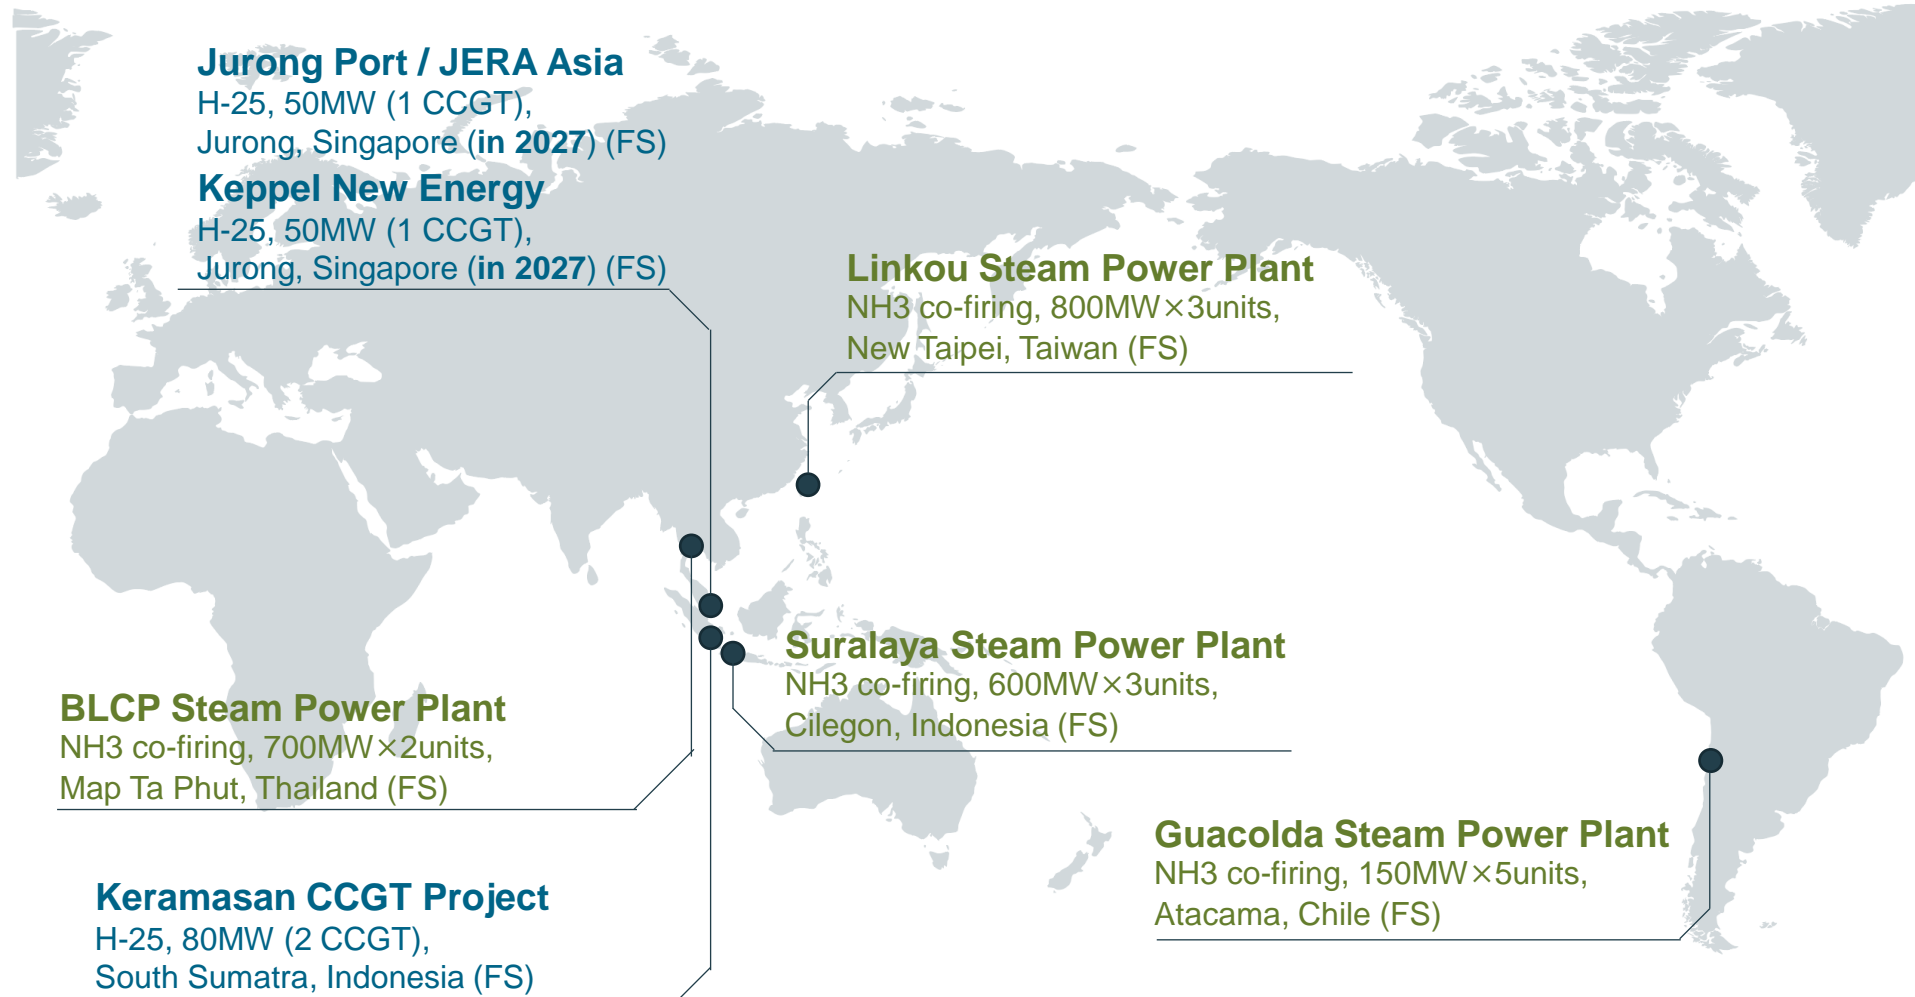 Jurong Port / JERA Asia
H-25, 50MW (1 CCGT),
Jurong, Singapore (in 2027) (FS)
Keppel New Energy
H-25, 50MW (1 CCGT),
Jurong, Singapore (in 2027) (FS)
Linkou Steam Power Plant
NH3 co-firing, 800MW×3units,
New Taipei, Taiwan (FS)
Suralaya Steam Power Plant
NH3 co-firing, 600MW×3units,
Cilegon, Indonesia (FS)
BLCP Steam Power Plant
NH3 co-firing, 700MW×2units,
Map Ta Phut, Thailand (FS)
Guacolda Steam Power Plant
NH3 co-firing, 150MW×5units,
Atacama, Chile (FS)
Keramasan CCGT Project
H-25, 80MW (2 CCGT),
South Sumatra, Indonesia (FS)